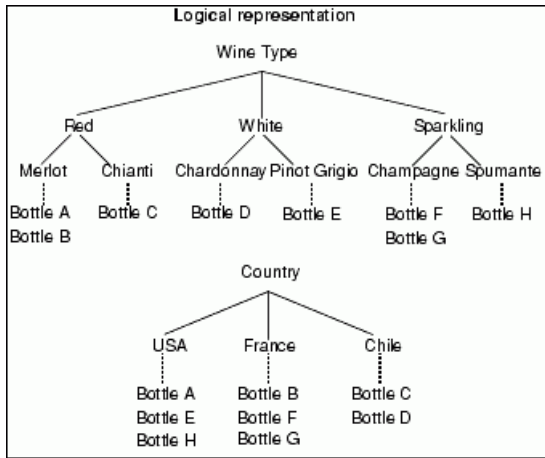 Logical representation
Wine Type
Red White Sparkling
Merlot Chianti Chardonnay Pinot Grigio Champagne Spumante
Bottle A Bottle C Bottle D Bottle E Bottle F Bottle H
Bottle B Bottle G
Country
USA France Chile
Bottle A Bottle B Bottle C
Bottle E Bottle F Bottle D
Bottle H Bottle G